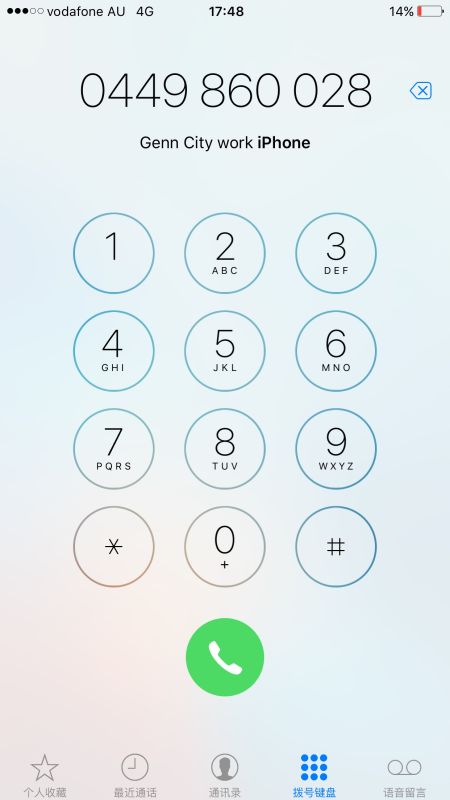 vodafone AU 4G 17:48 14%
0449 860 028
Genn City work iPhone
1 2 3
ABC DEF
4 5 6
GHI JKL MNO
7 8 9
PQRS TUV WXYZ
* 0 #
+
个人收藏 最近通话 通讯录 拨号键盘 语音留言